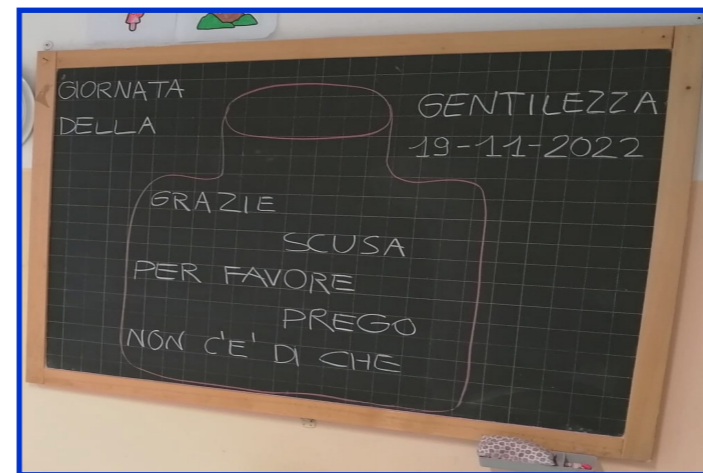 GIORNATA
DELLA
GENTILEZZA
19-11-2022
GRAZIE
SCUSA
PER FAVORE
PREGO
NON C'E' DI CHE